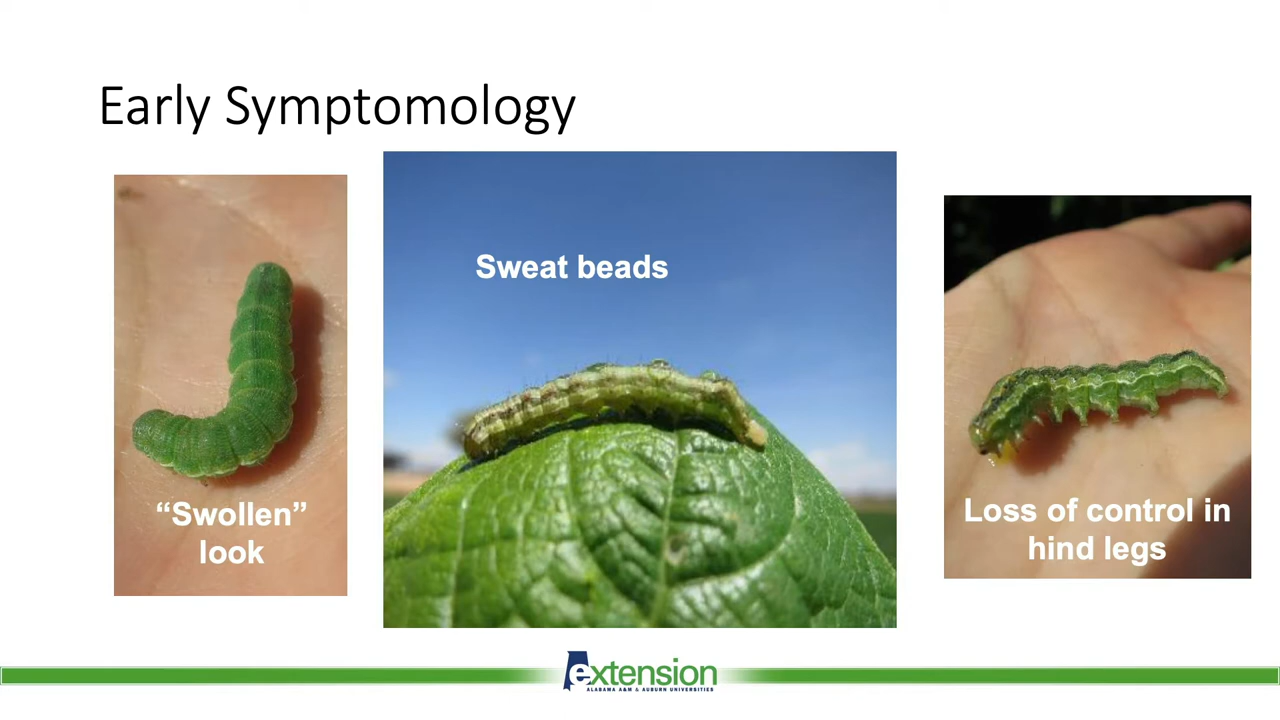 Early Symptomology
“Swollen”
look
Sweat beads
Loss of control in
hind legs
extension
ALABAMA A&M & AUBURN UNIVERSITIES